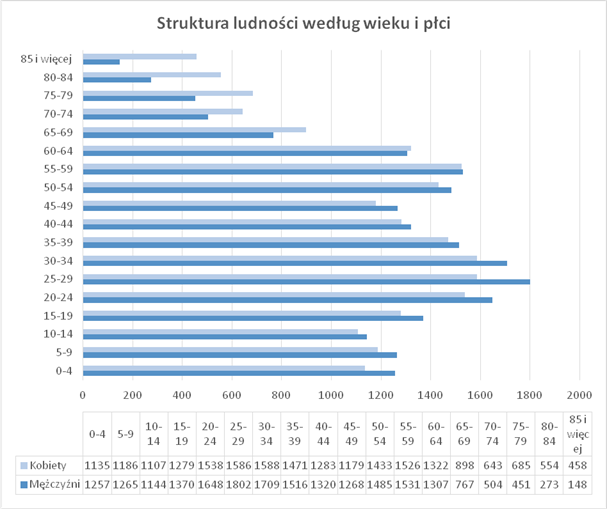 Struktura ludności według wieku i płci
85 i więcej
80-84
75-79
70-74
65-69
60-64
55-59
50-54
45-49
40-44
35-39
30-34
25-29
20-24
15-19
10-14
5-9
0-4
0 200 400 600 800 1000 1200 1400 1600 1800 2000
0-4 5-9 10-14 15-19 20-24 25-29 30-34 35-39 40-44 45-49 50-54 55-59 60-64 65-69 70-74 75-79 80-84 85 i więcej
Kobiety 1135 1186 1107 1279 1538 1586 1588 1471 1283 1179 1433 1526 1322 898 643 685 554 458
Mężczyźni 1257 1265 1144 1370 1648 1802 1709 1516 1320 1268 1485 1531 1307 767 504 451 273 148